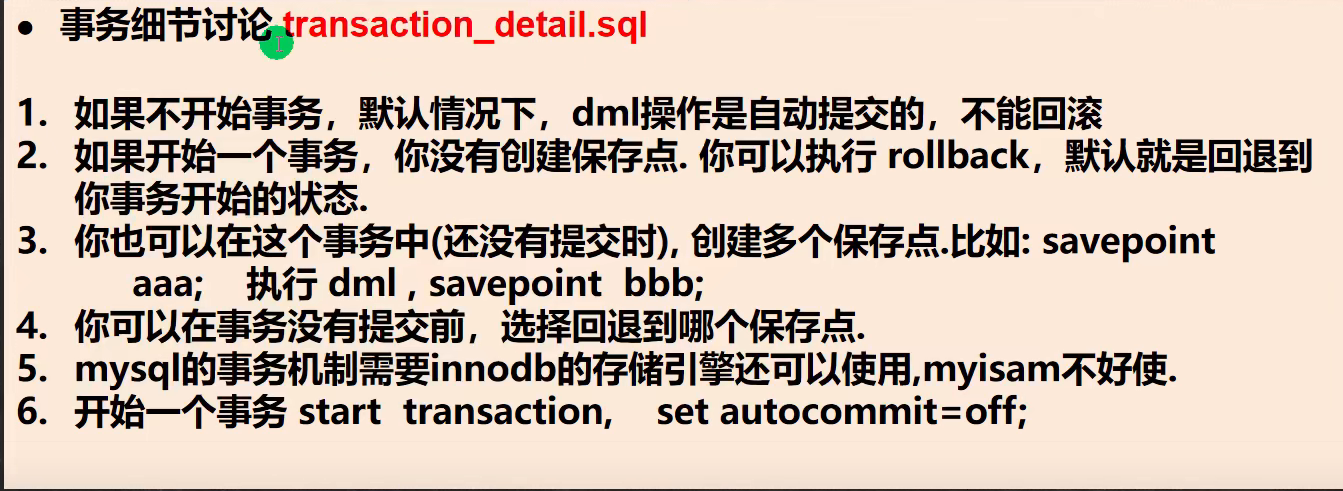 ● 事务细节讨论 transaction_detail.sql
1. 如果不开始事务，默认情况下，dml操作是自动提交的，不能回滚
2. 如果开始一个事务，你没有创建保存点. 你可以执行 rollback，默认就是回退到
你事务开始的状态.
3. 你也可以在这个事务中(还没有提交时), 创建多个保存点.比如: savepoint
aaa; 执行 dml , savepoint bbb;
4. 你可以在事务没有提交前，选择回退到哪个保存点.
5. mysql的事务机制需要innodb的存储引擎还可以使用,myisam不好使.
6. 开始一个事务 start transaction, set autocommit=off;